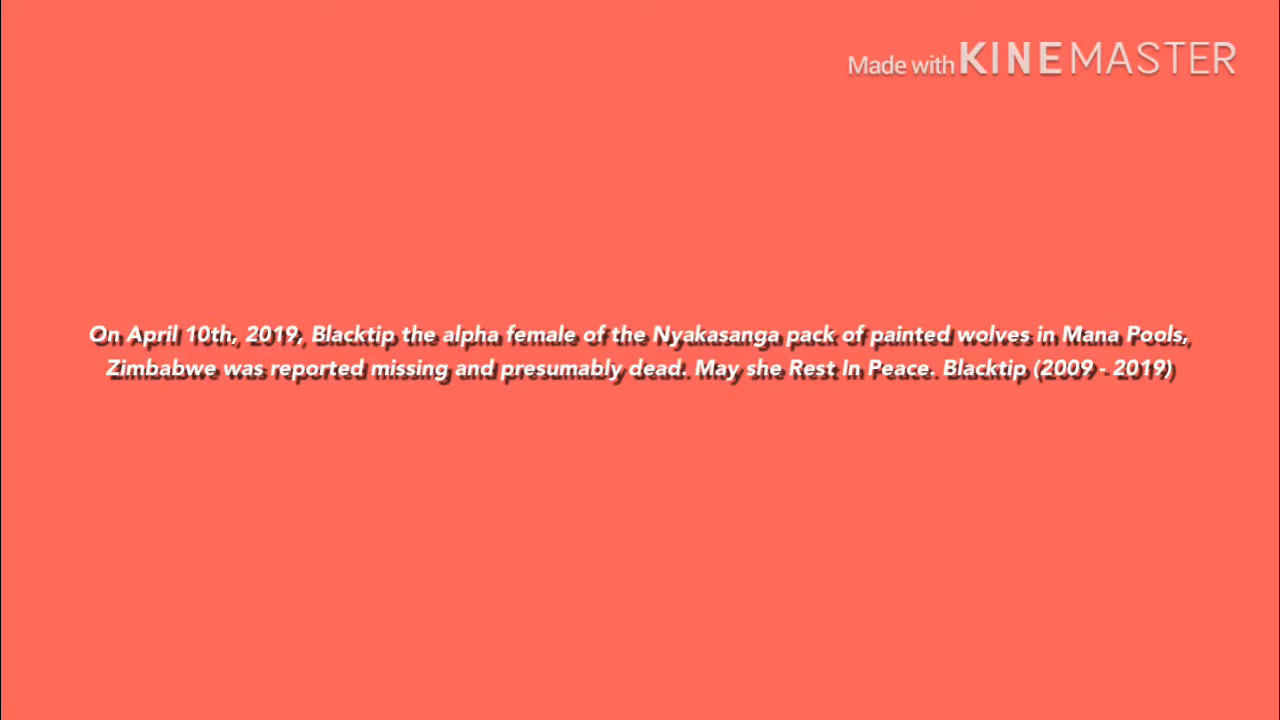 Made with KINEMASTER
On April 10th, 2019, Blacktip the alpha female of the Nyakasanga pack of painted wolves in Mana Pools,
Zimbabwe was reported missing and presumably dead. May she Rest In Peace. Blacktip (2009 - 2019)